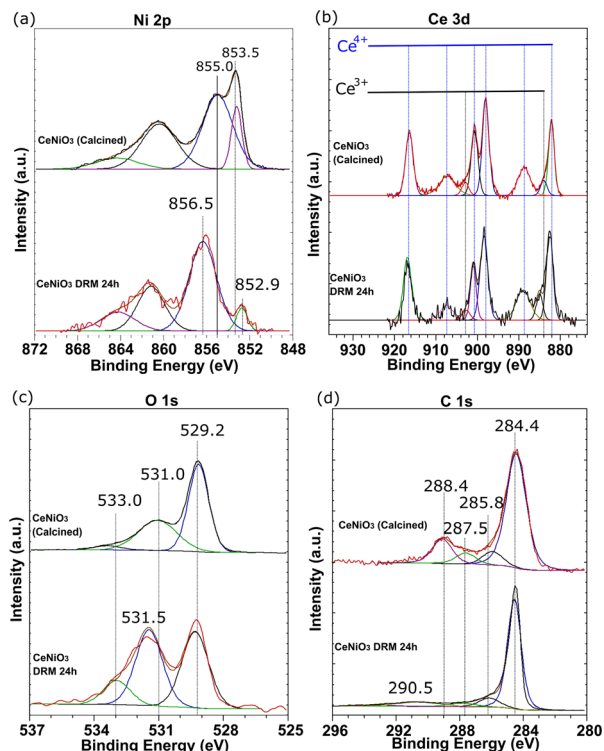 (a)
Ni 2p
853.5
855.0
CeNiO₃ (Calcined)
856.5
852.9
CeNiO₃ DRM 24h
Intensity (a.u.)
872 868 864 860 856 852 848
Binding Energy (eV)
(b)
Ce 3d
Ce⁴⁺
Ce³⁺
CeNiO₃
(Calcined)
CeNiO₃
DRM 24h
Intensity (a.u.)
930 920 910 900 890 880
Binding Energy (eV)
(c)
O 1s
529.2
531.0
533.0
CeNiO₃
(Calcined)
531.5
CeNiO₃
DRM 24h
Intensity (a.u.)
537 534 531 528 525
Binding Energy (eV)
(d)
C 1s
284.4
288.4
285.8
287.5
CeNiO₃ (Calcined)
CeNiO₃ DRM 24h
290.5
Intensity (a.u.)
296 292 288 284 280
Binding Energy (eV)